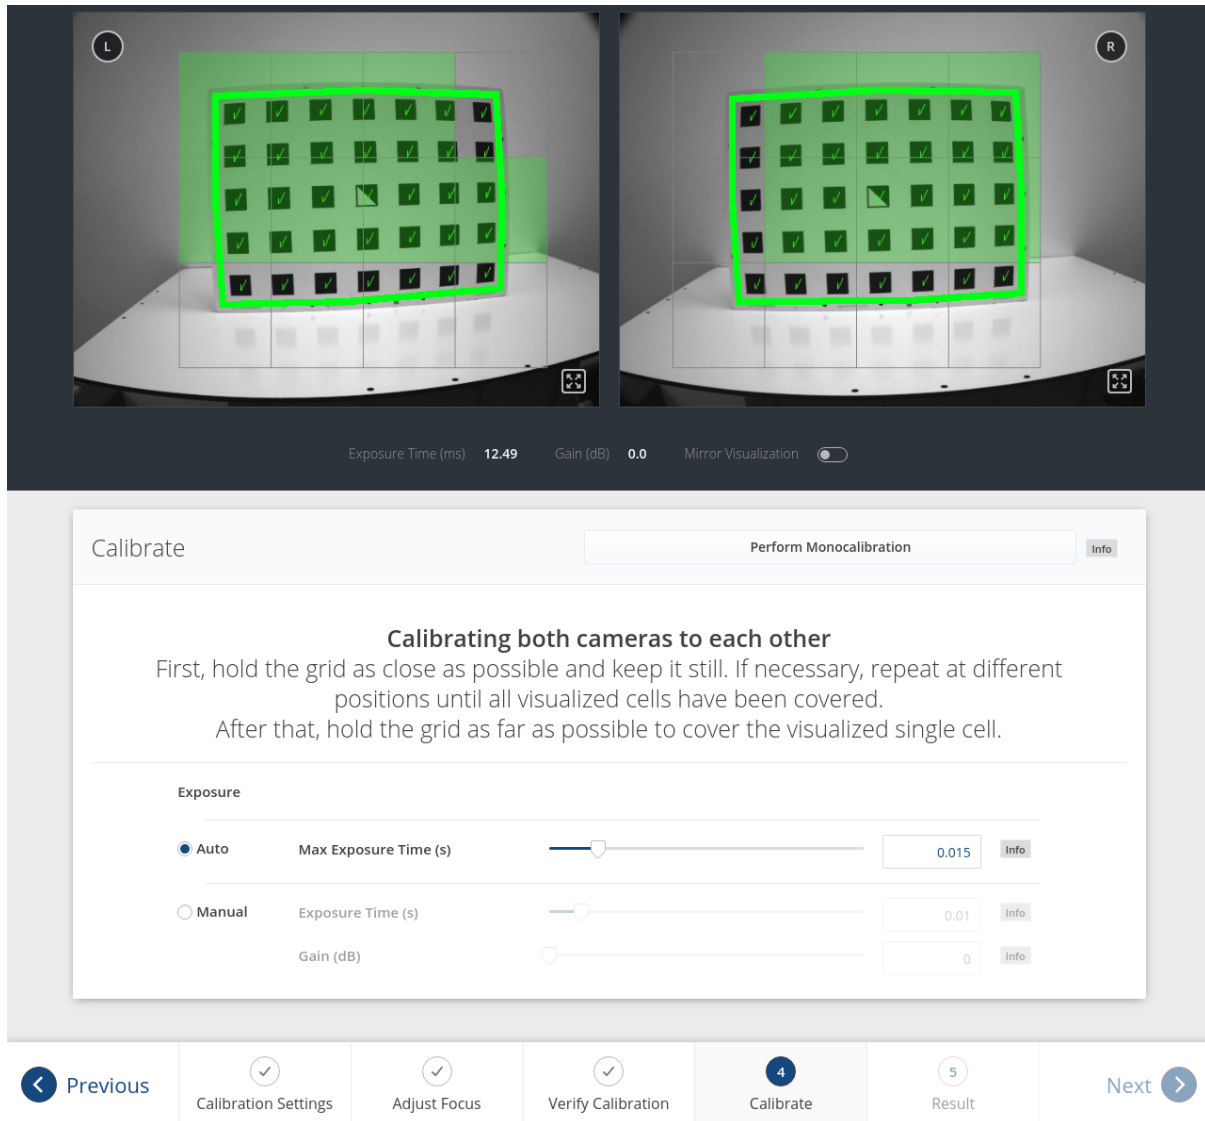 L
R
Exposure Time (ms) 12.49 Gain (dB) 0.0 Mirror Visualization
Calibrate
Perform Monocalibration
Info
Calibrating both cameras to each other
First, hold the grid as close as possible and keep it still. If necessary, repeat at different
positions until all visualized cells have been covered.
After that, hold the grid as far as possible to cover the visualized single cell.
Exposure
Auto Max Exposure Time (s) 0.015 Info
Manual Exposure Time (s) 0.01 Info
Gain (dB) 0 Info
Previous
Calibration Settings
Adjust Focus
Verify Calibration
4
Calibrate
5
Result
Next